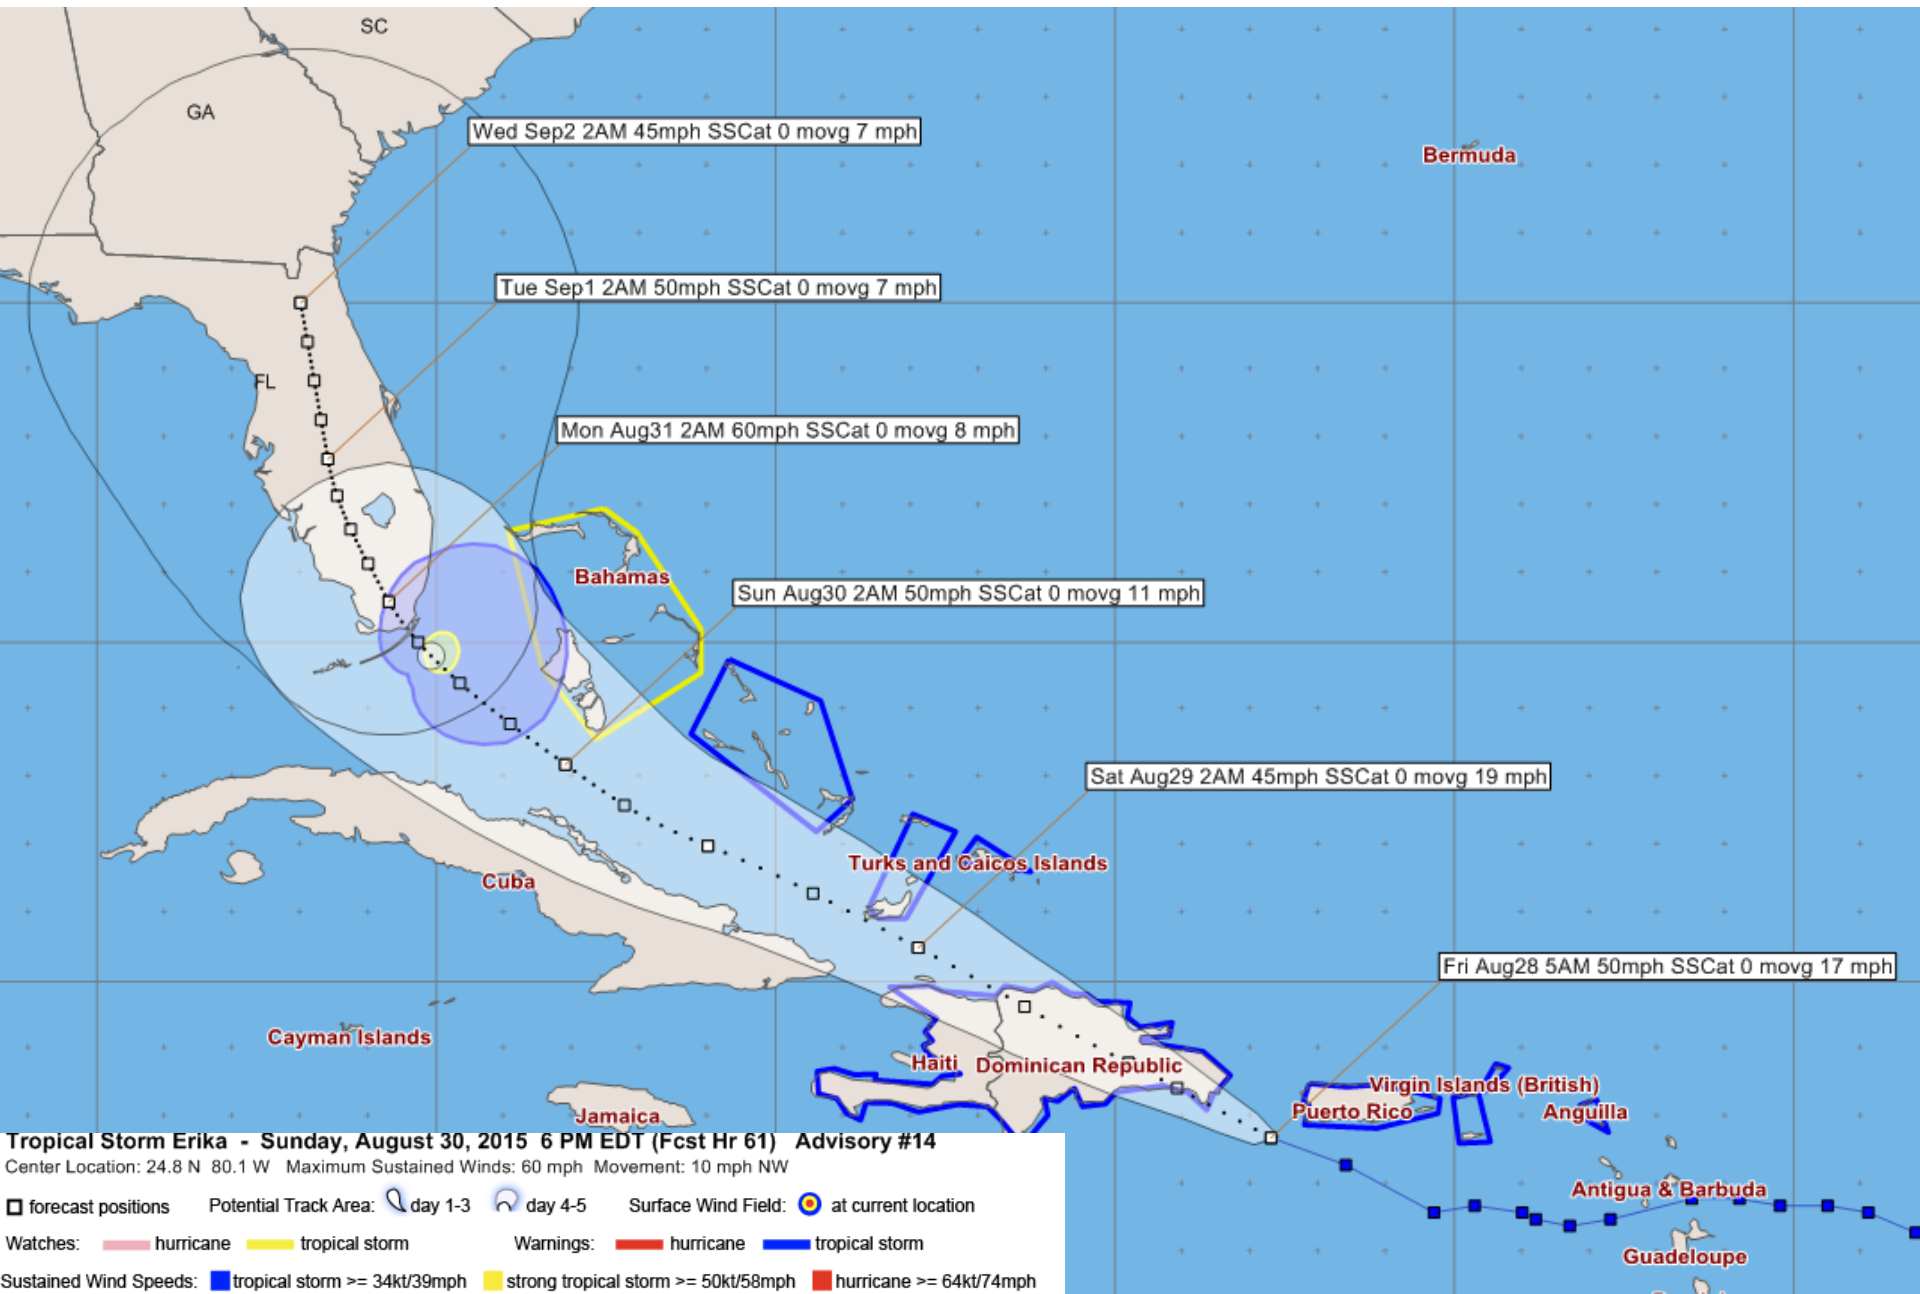 SC
GA
Wed Sep2 2AM 45mph SSCat 0 movg 7 mph
Bermuda
Tue Sep1 2AM 50mph SSCat 0 movg 7 mph
FL
Mon Aug31 2AM 60mph SSCat 0 movg 8 mph
Bahamas
Sun Aug30 2AM 50mph SSCat 0 movg 11 mph
Sat Aug29 2AM 45mph SSCat 0 movg 19 mph
Turks and Caicos Islands
Cuba
Fri Aug28 5AM 50mph SSCat 0 movg 17 mph
Cayman Islands
Haiti
Dominican Republic
Virgin Islands (British)
Jamaica
Puerto Rico
Anguilla
Antigua & Barbuda
Guadeloupe
Tropical Storm Erika - Sunday, August 30, 2015 6 PM EDT (Fcst Hr 61) Advisory #14
Center Location: 24.8 N 80.1 W Maximum Sustained Winds: 60 mph Movement: 10 mph NW
forecast positions Potential Track Area: day 1-3 day 4-5 Surface Wind Field: at current location
Watches: hurricane tropical storm Warnings: hurricane tropical storm
Sustained Wind Speeds: tropical storm >= 34kt/39mph strong tropical storm >= 50kt/58mph hurricane >= 64kt/74mph